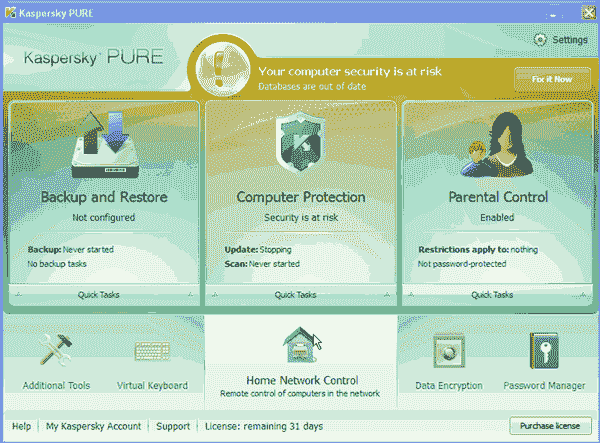 Kaspersky PURE
Settings
Kaspersky PURE
Your computer security is at risk
Databases are out of date
Fix it Now
Backup and Restore
Not configured
Backup: Never started
No backup tasks
Quick Tasks
Computer Protection
Security is at risk
Update: Stopping
Scan: Never started
Quick Tasks
Parental Control
Enabled
Restrictions apply to: nothing
Not password-protected
Quick Tasks
Additional Tools
Virtual Keyboard
Home Network Control
Remote control of computers in the network
Data Encryption
Password Manager
Help
My Kaspersky Account
Support
License: remaining 31 days
Purchase license